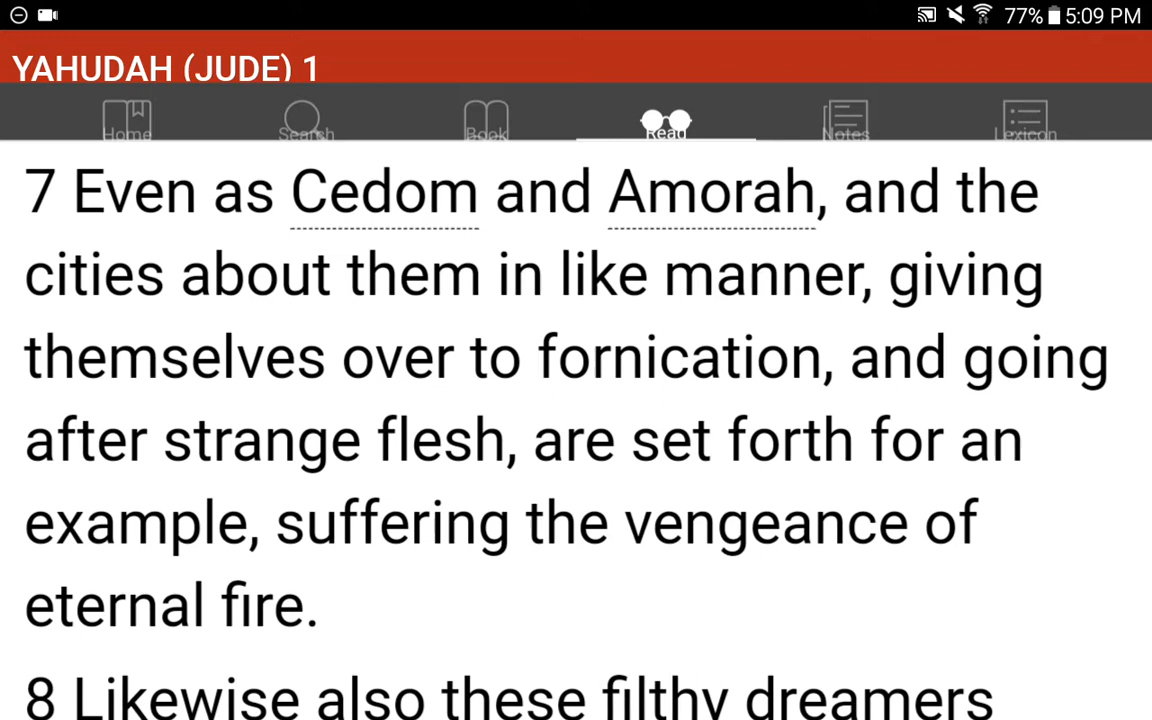 77% 5:09 PM
YAHUDAH (JUDE) 1
Home Search Book Read Notes Lexicon
7 Even as Cedom and Amorah, and the
cities about them in like manner, giving
themselves over to fornication, and going
after strange flesh, are set forth for an
example, suffering the vengeance of
eternal fire.
8 Likewise also these filthy dreamers